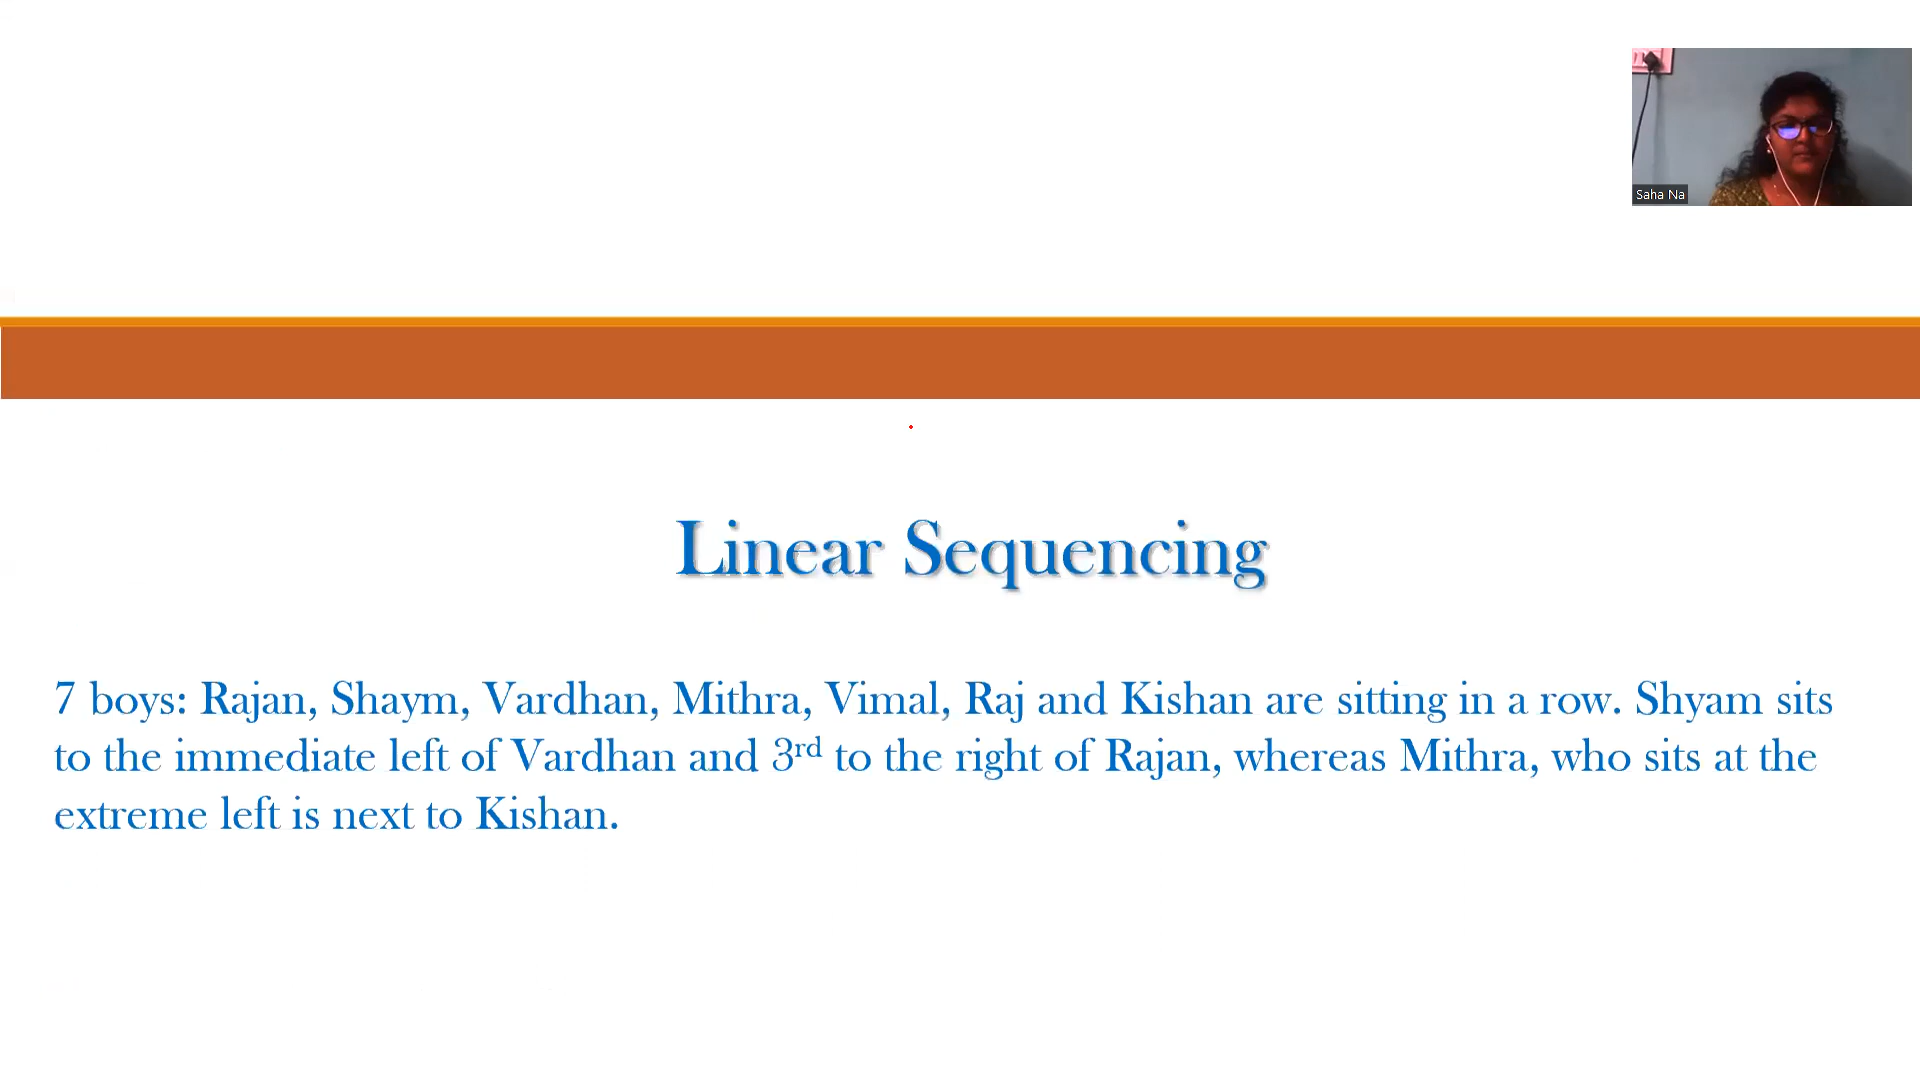 Saha Na
Linear Sequencing
7 boys: Rajan, Shaym, Vardhan, Mithra, Vimal, Raj and Kishan are sitting in a row. Shyam sits
to the immediate left of Vardhan and 3rd to the right of Rajan, whereas Mithra, who sits at the
extreme left is next to Kishan.